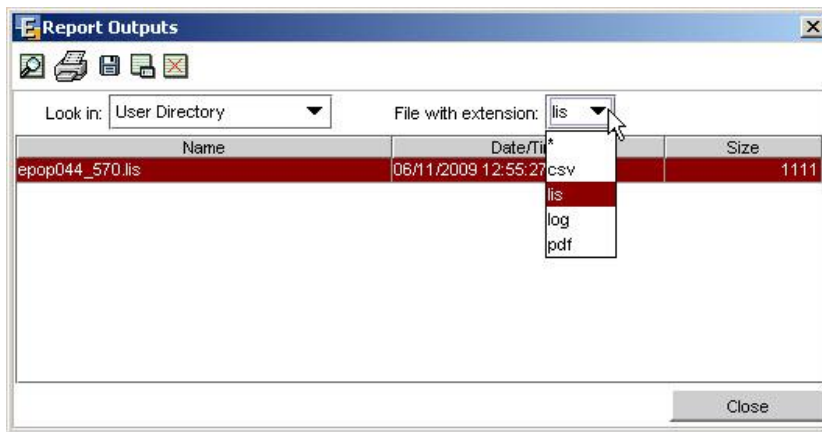 Report Outputs
Look in: User Directory File with extension: lis
Name Date/Ti Size
epop044_570.lis 06/11/2009 12:55:27 1111
*
csv
lis
log
pdf
Close